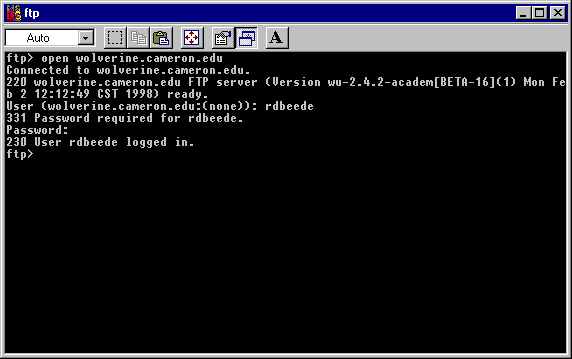 ftp
Auto
A
ftp> open wolverine.cameron.edu
Connected to wolverine.cameron.edu.
220 wolverine.cameron.edu FTP server (Version wu-2.4.2-academ[BETA-16](1) Mon Fe
b 2 12:12:49 CST 1998) ready.
User (wolverine.cameron.edu:(none)): rdbeede
331 Password required for rdbeede.
Password:
230 User rdbeede logged in.
ftp>